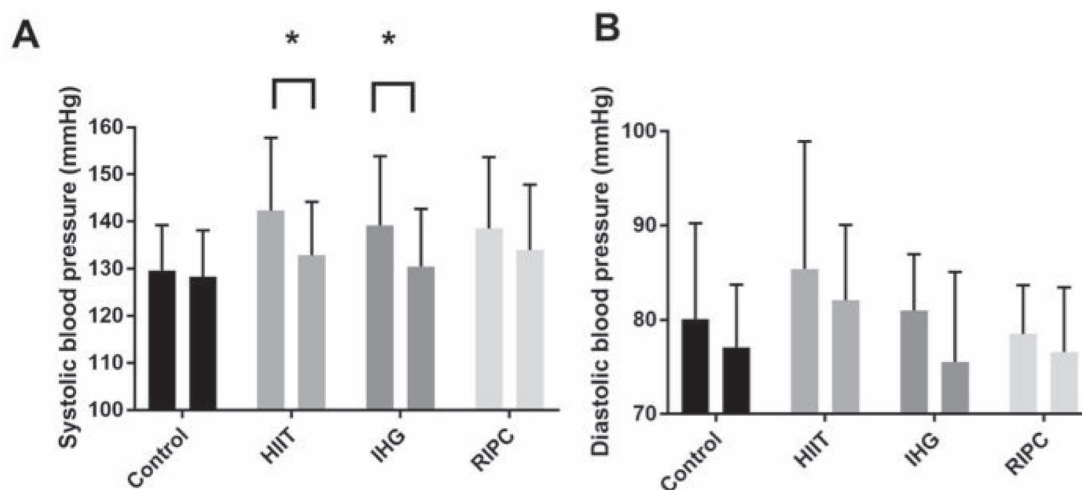 A
* *
Systolic blood pressure (mmHg)
160
150
140
130
120
110
100
Control
HIIT
IHG
RIPC
B
Diastolic blood pressure (mmHg)
100
90
80
70
Control
HIIT
IHG
RIPC